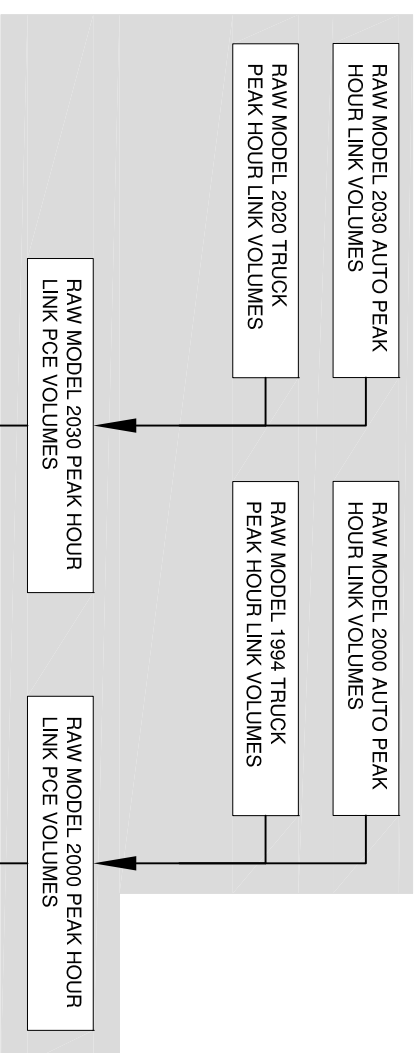 RAW MODEL 2030 AUTO PEAK
HOUR LINK VOLUMES
RAW MODEL 2000 AUTO PEAK
HOUR LINK VOLUMES
RAW MODEL 2020 TRUCK
PEAK HOUR LINK VOLUMES
RAW MODEL 1994 TRUCK
PEAK HOUR LINK VOLUMES
RAW MODEL 2030 PEAK HOUR
LINK PCE VOLUMES
RAW MODEL 2000 PEAK HOUR
LINK PCE VOLUMES